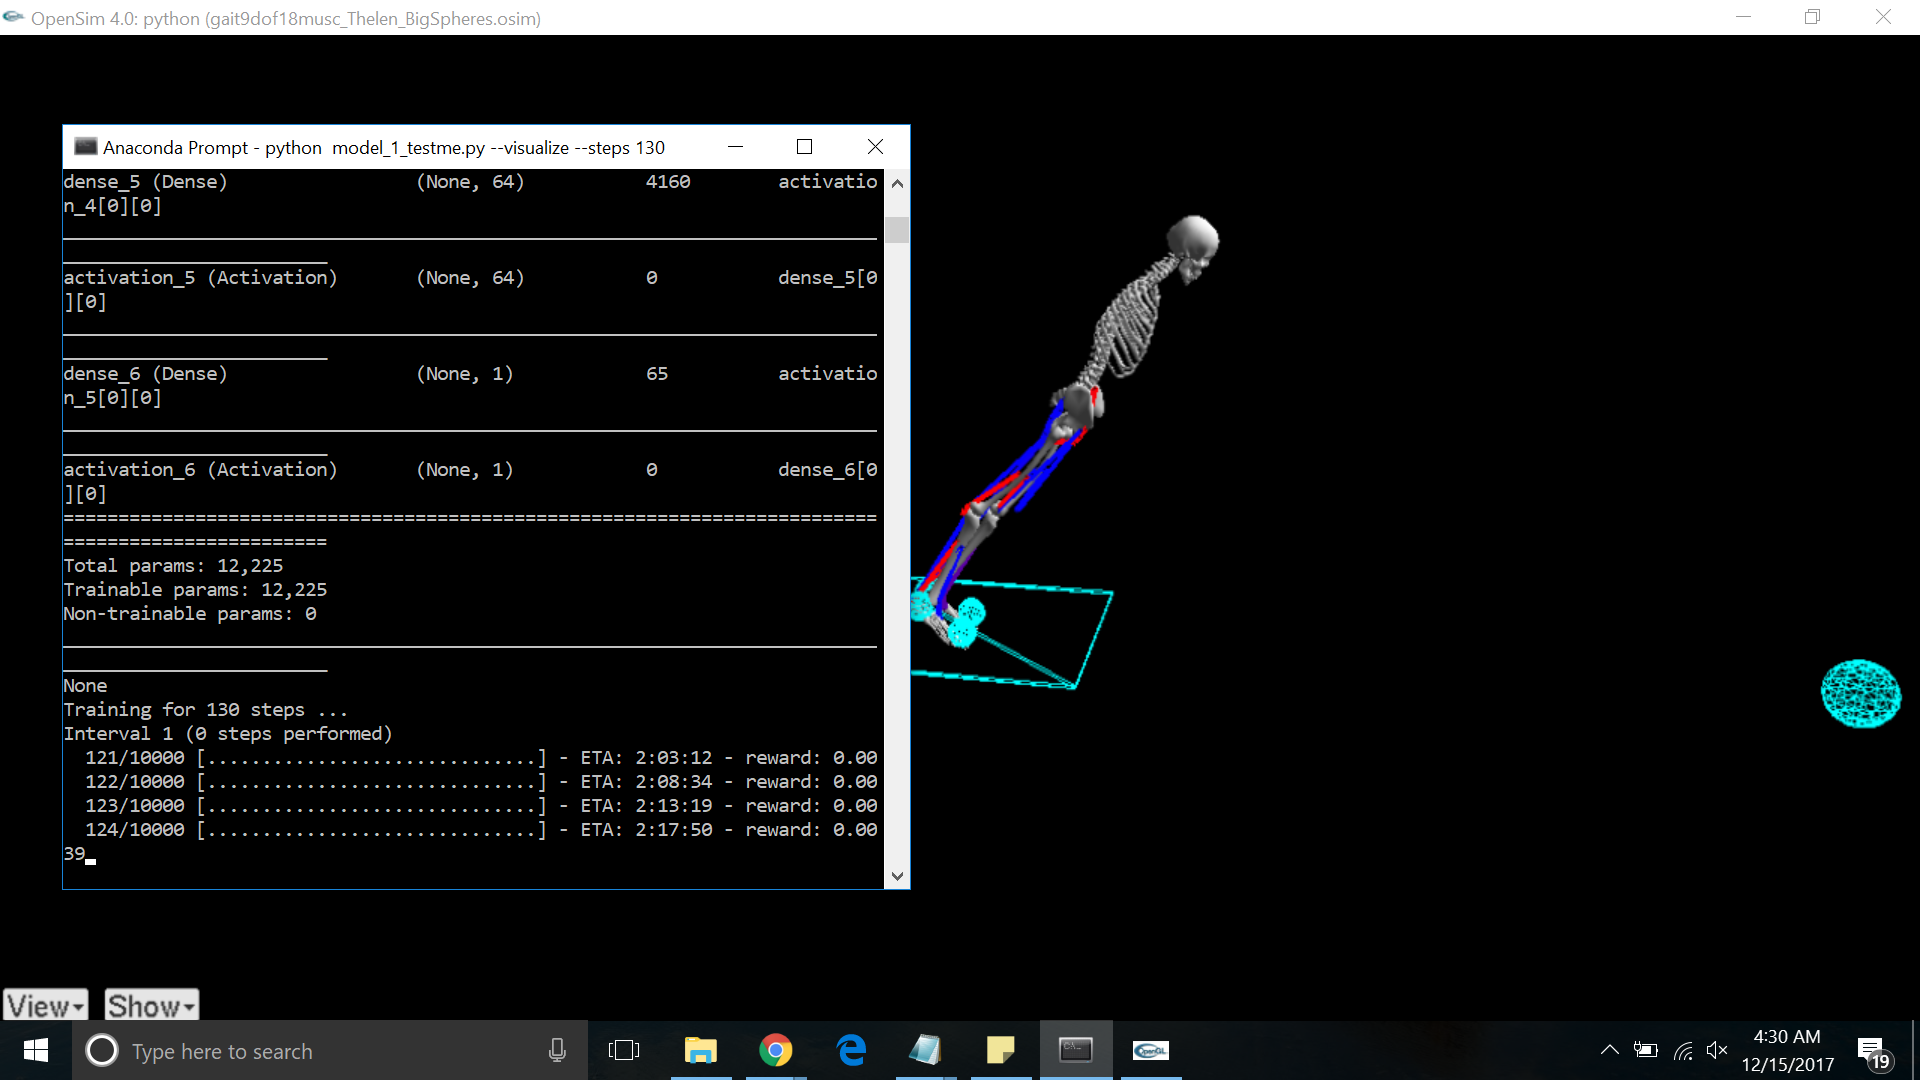 OpenSim 4.0: python (gait9dof18musc_Thelen_BigSpheres.osim)
Anaconda Prompt - python  model_1_testme.py --visualize --steps 130
dense_5 (Dense) (None, 64) 4160 activatio
n_4[0][0]
activation_5 (Activation) (None, 64) 0 dense_5[0
][0]
dense_6 (Dense) (None, 1) 65 activatio
n_5[0][0]
activation_6 (Activation) (None, 1) 0 dense_6[0
][0]
==========================================================================
========================
Total params: 12,225
Trainable params: 12,225
Non-trainable params: 0
None
Training for 130 steps ...
Interval 1 (0 steps performed)
121/10000 [..............................] - ETA: 2:03:12 - reward: 0.00
122/10000 [..............................] - ETA: 2:08:34 - reward: 0.00
123/10000 [..............................] - ETA: 2:13:19 - reward: 0.00
124/10000 [..............................] - ETA: 2:17:50 - reward: 0.00
39
View Show
Type here to search
OpenGL
4:30 AM
12/15/2017
19